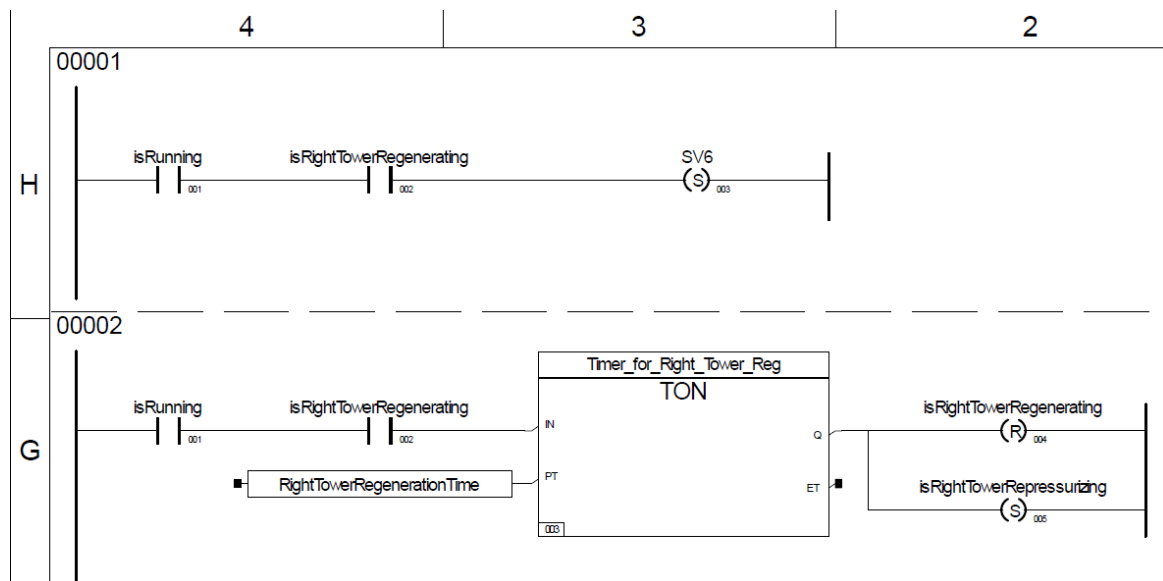 4 3 2
H
00001
isRunning isRightTowerRegenerating SV6
001 002 S 003
G
00002
Timer_for_Right_Tower_Reg
TON
isRunning isRightTowerRegenerating isRightTowerRegenerating
IN Q
001 002 R 004
RightTowerRegenerationTime PT ET isRightTowerRepressurizing
S 005
003